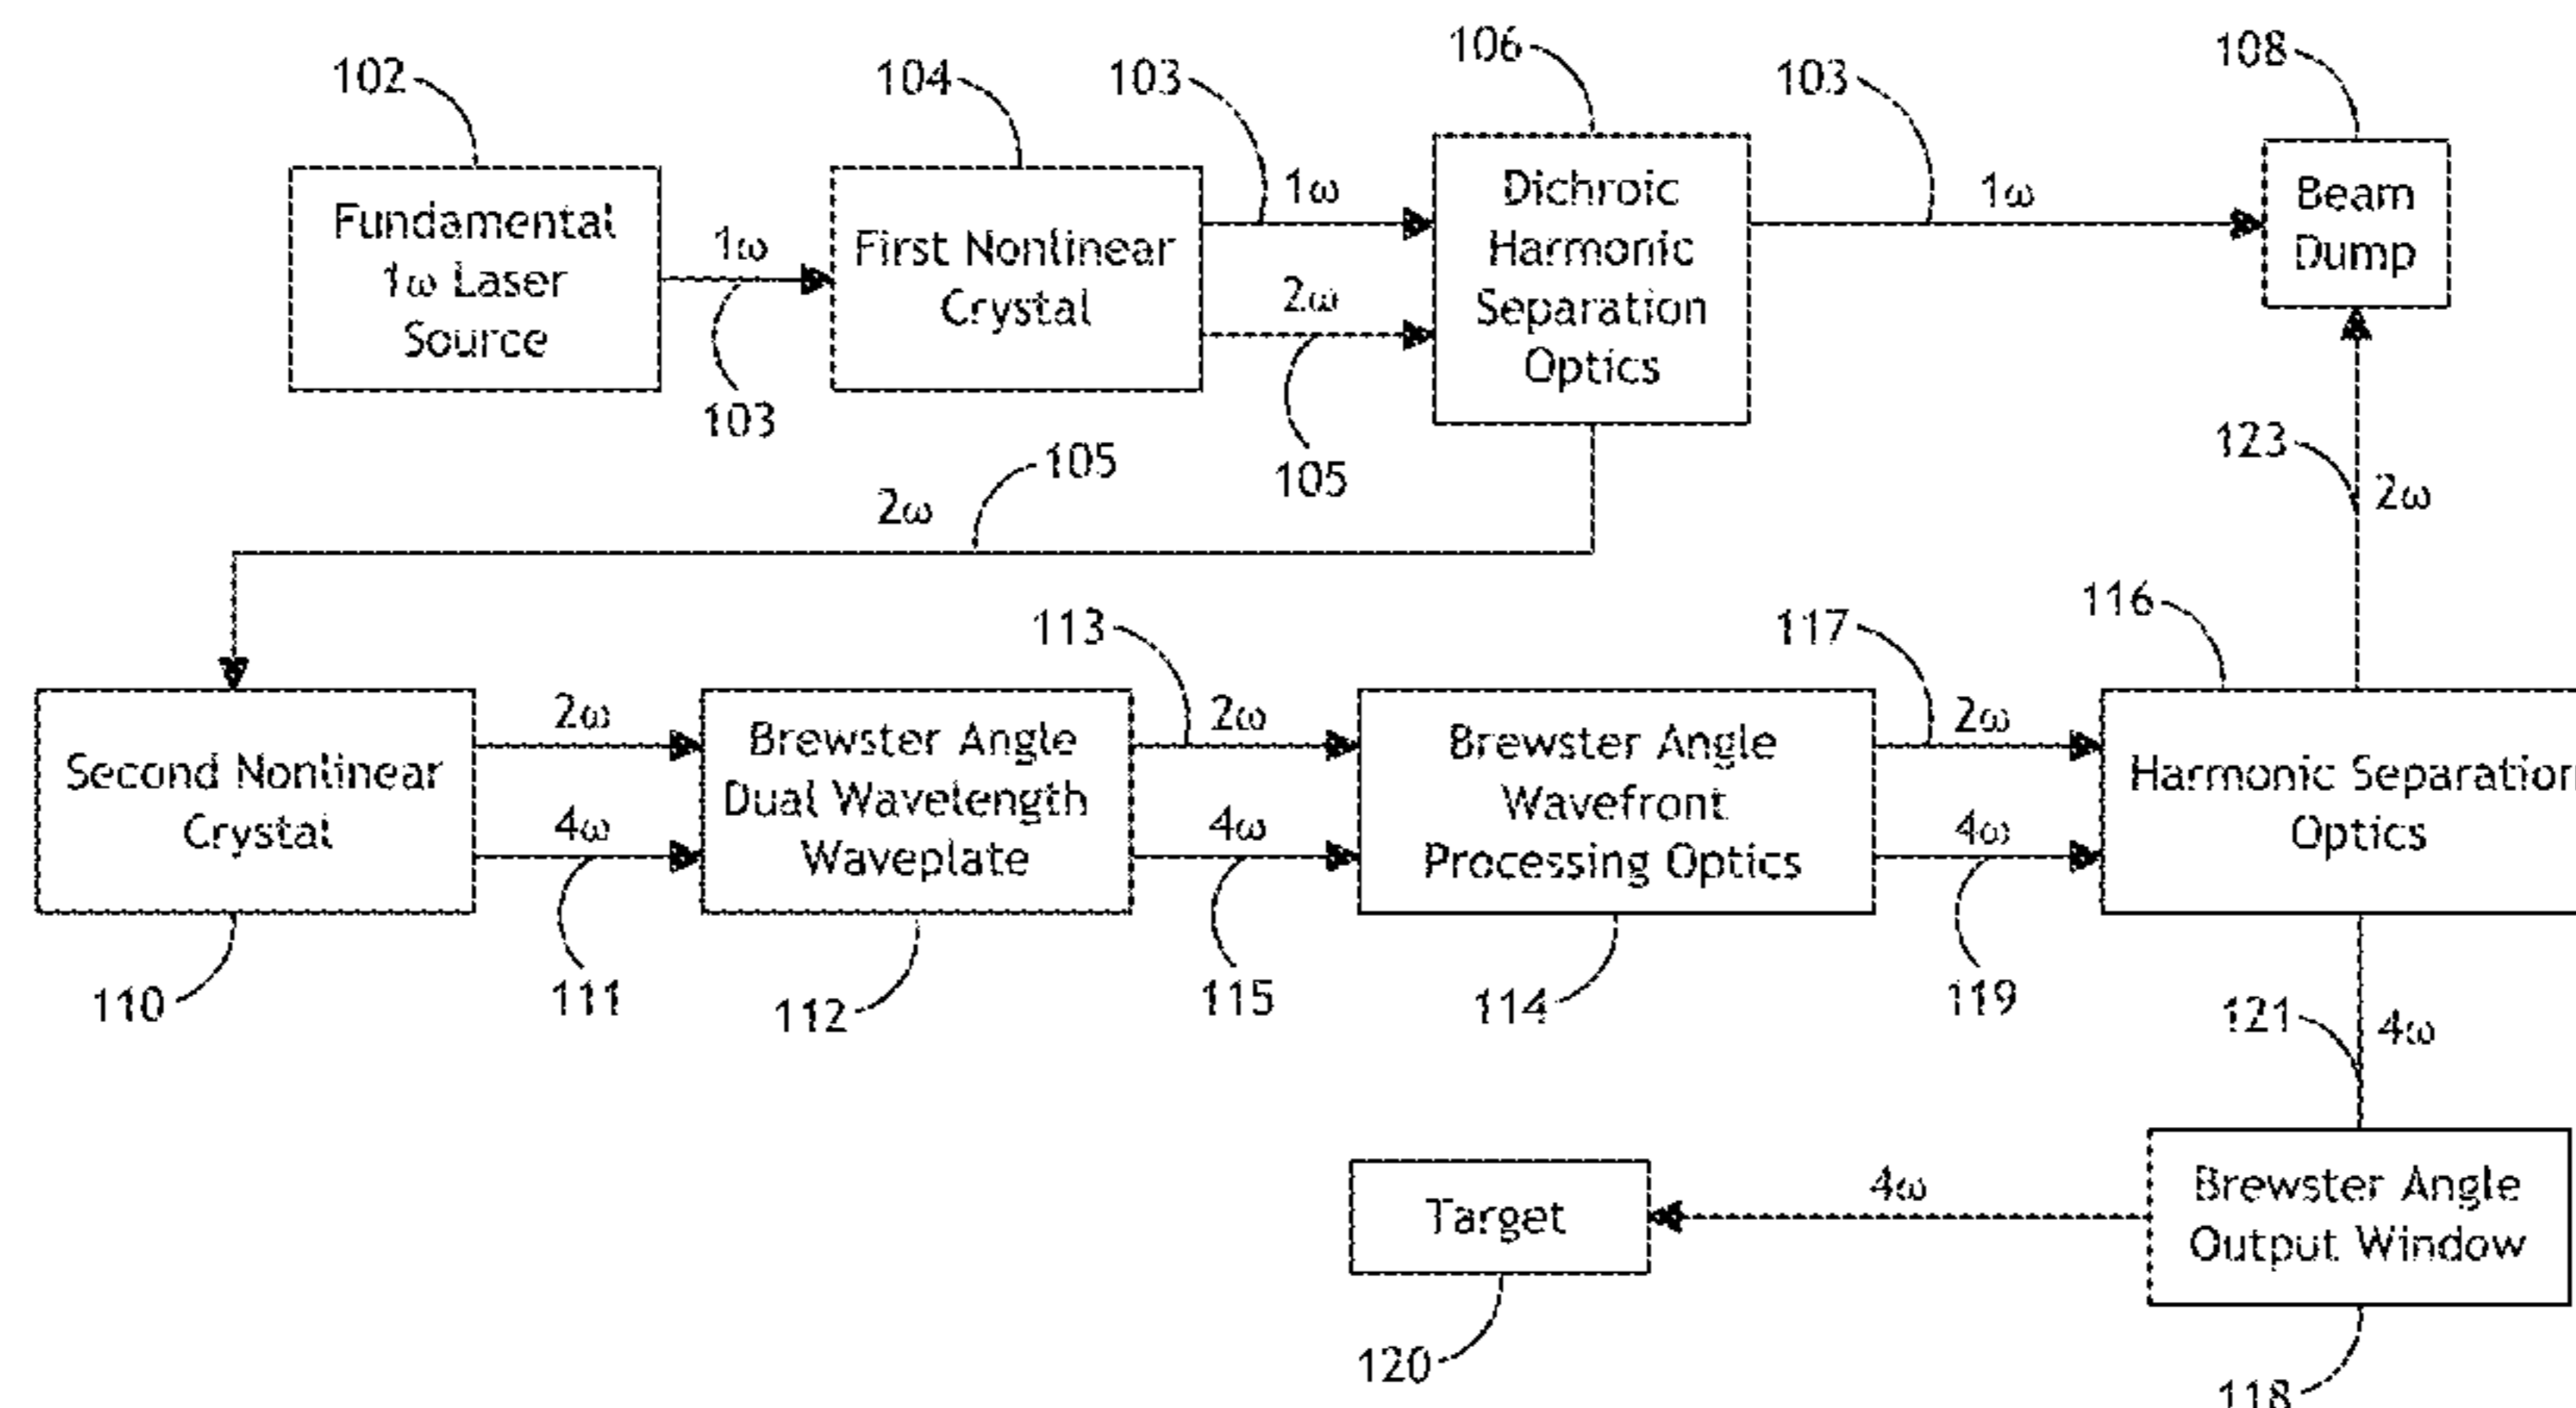 102
104
103
106
103
108
Fundamental
1ω Laser
Source
1ω
103
First Nonlinear
Crystal
1ω
2ω
105
Dichroic
Harmonic
Separation
Optics
1ω
Beam
Dump
105
2ω
123
2ω
113
117
116
Second Nonlinear
Crystal
2ω
4ω
Brewster Angle
Dual Wavelength
Waveplate
2ω
4ω
Brewster Angle
Wavefront
Processing Optics
2ω
4ω
Harmonic Separation
Optics
110
111
112
115
114
119
121
4ω
Target
4ω
Brewster Angle
Output Window
120
118